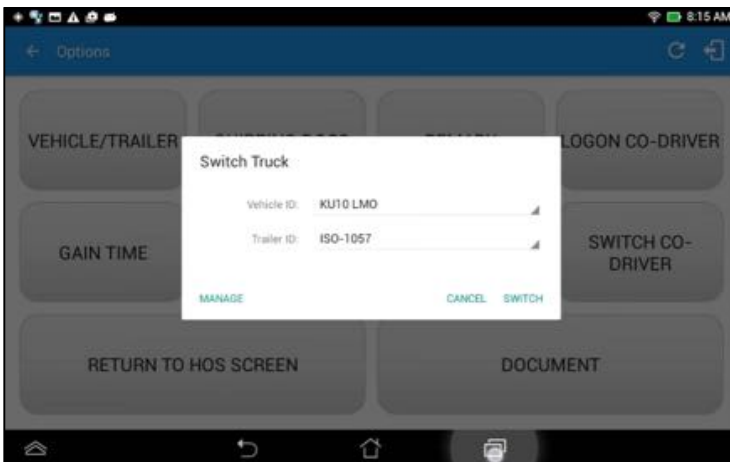 8:15 AM
Options
VEHICLE/TRAILER
LOGON CO-DRIVER
Switch Truck
Vehicle ID: KU10 LMO
Trailer ID: ISO-1057
GAIN TIME
SWITCH CO-
DRIVER
MANAGE CANCEL SWITCH
RETURN TO HOS SCREEN
DOCUMENT